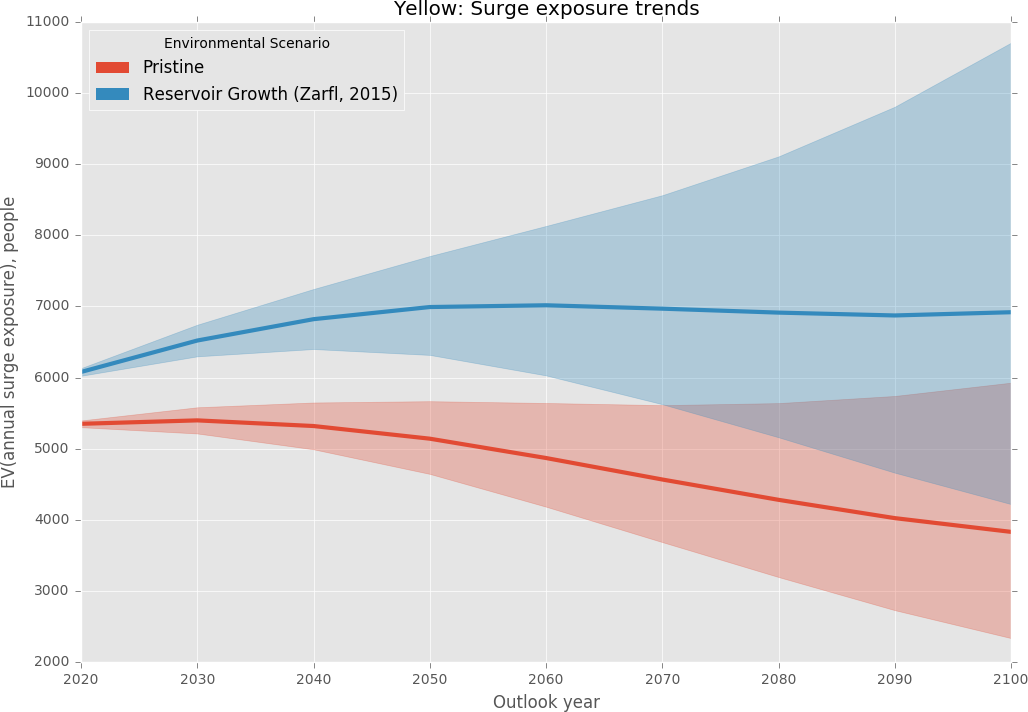 Yellow: Surge exposure trends
Environmental Scenario
Pristine
Reservoir Growth (Zarfl, 2015)
EV(annual surge exposure), people
11000
10000
9000
8000
7000
6000
5000
4000
3000
2000
2020 2030 2040 2050 2060 2070 2080 2090 2100
Outlook year